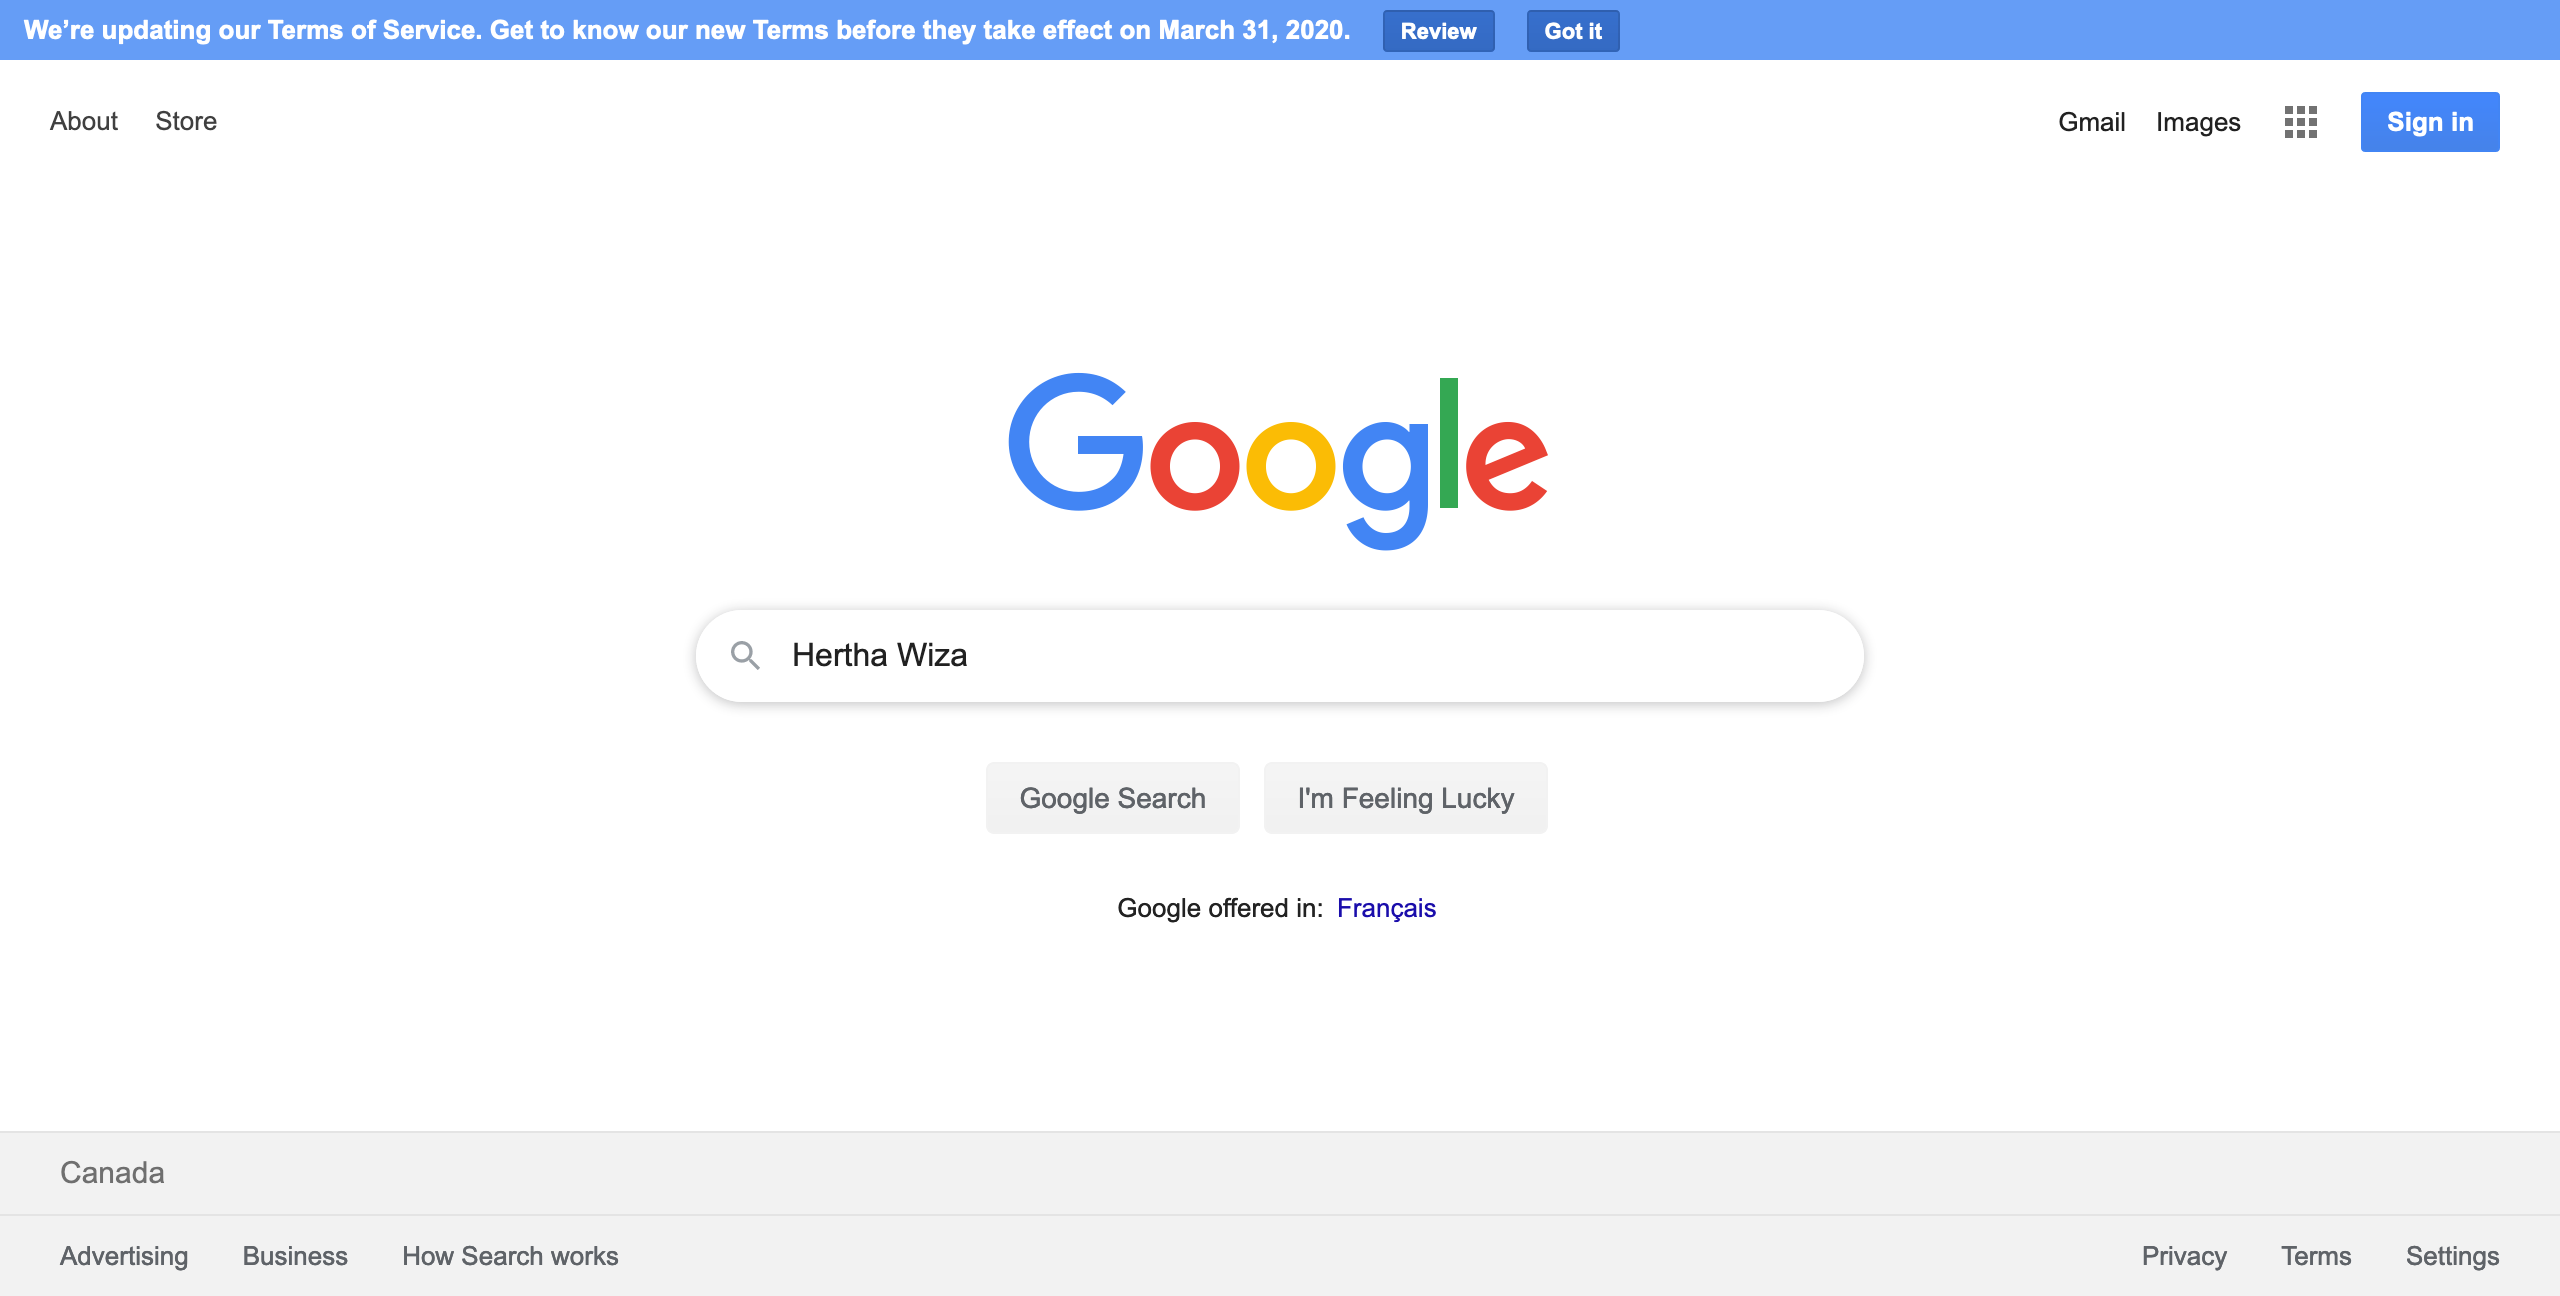 We’re updating our Terms of Service. Get to know our new Terms before they take effect on March 31, 2020. Review Got it
About Store Gmail Images Sign in
Google
Hertha Wiza
Google Search I'm Feeling Lucky
Google offered in: Français
Canada
Advertising Business How Search works Privacy Terms Settings